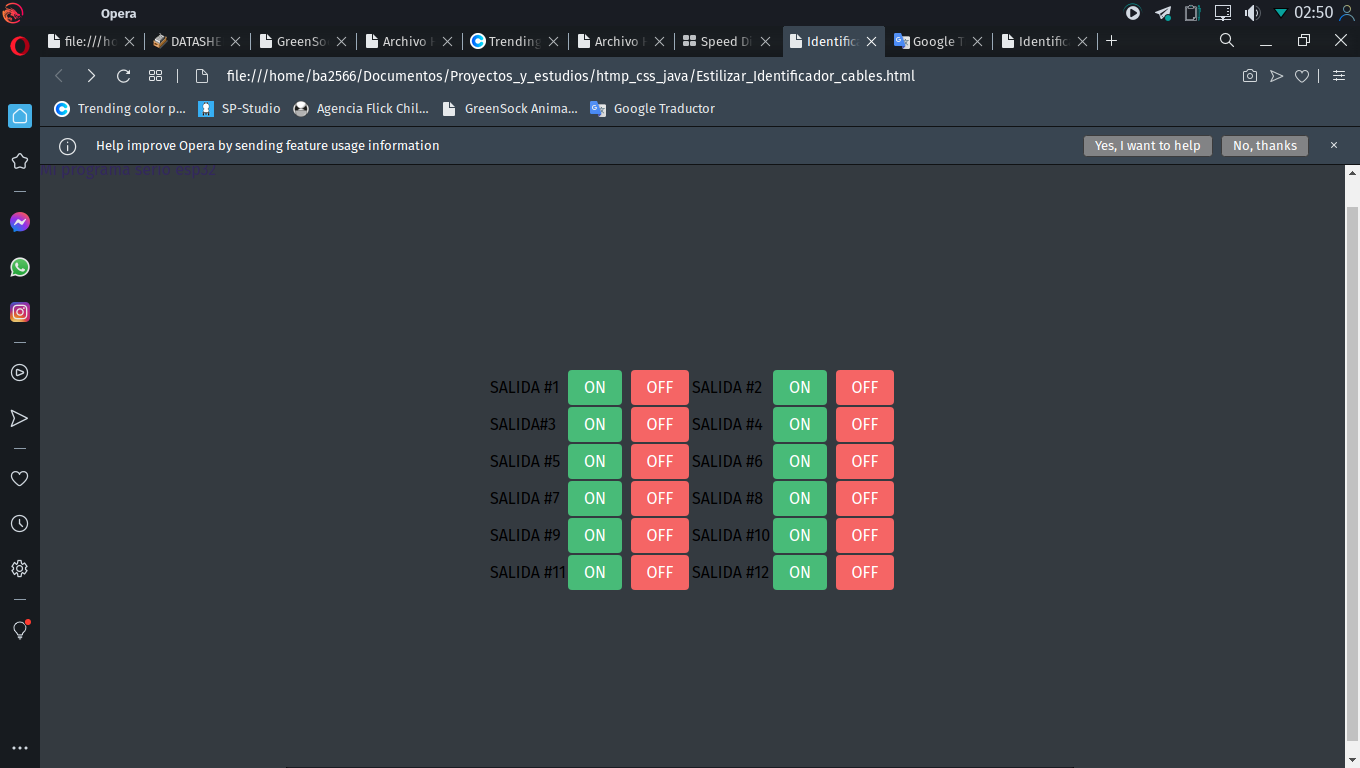 Opera
02:50
file:///ho
DATASHE
GreenSo
Archivo H
Trending
Archivo H
Speed Di
Identifica
Google T
Identific
file:///home/ba2566/Documentos/Proyectos_y_estudios/htmp_css_java/Estilizar_Identificador_cables.html
Trending color p... SP-Studio Agencia Flick Chil... GreenSock Anima... Google Traductor
Help improve Opera by sending feature usage information Yes, I want to help No, thanks
Mi programa serio esp32
SALIDA #1 ON OFF SALIDA #2 ON OFF
SALIDA#3 ON OFF SALIDA #4 ON OFF
SALIDA #5 ON OFF SALIDA #6 ON OFF
SALIDA #7 ON OFF SALIDA #8 ON OFF
SALIDA #9 ON OFF SALIDA #10 ON OFF
SALIDA #11 ON OFF SALIDA #12 ON OFF